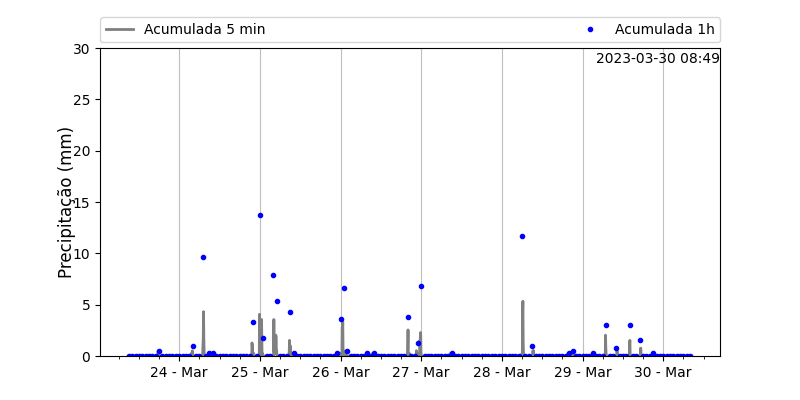 Acumulada 5 min
Acumulada 1h
2023-03-30 08:49
Precipitação (mm)
30
25
20
15
10
5
0
24 - Mar
25 - Mar
26 - Mar
27 - Mar
28 - Mar
29 - Mar
30 - Mar